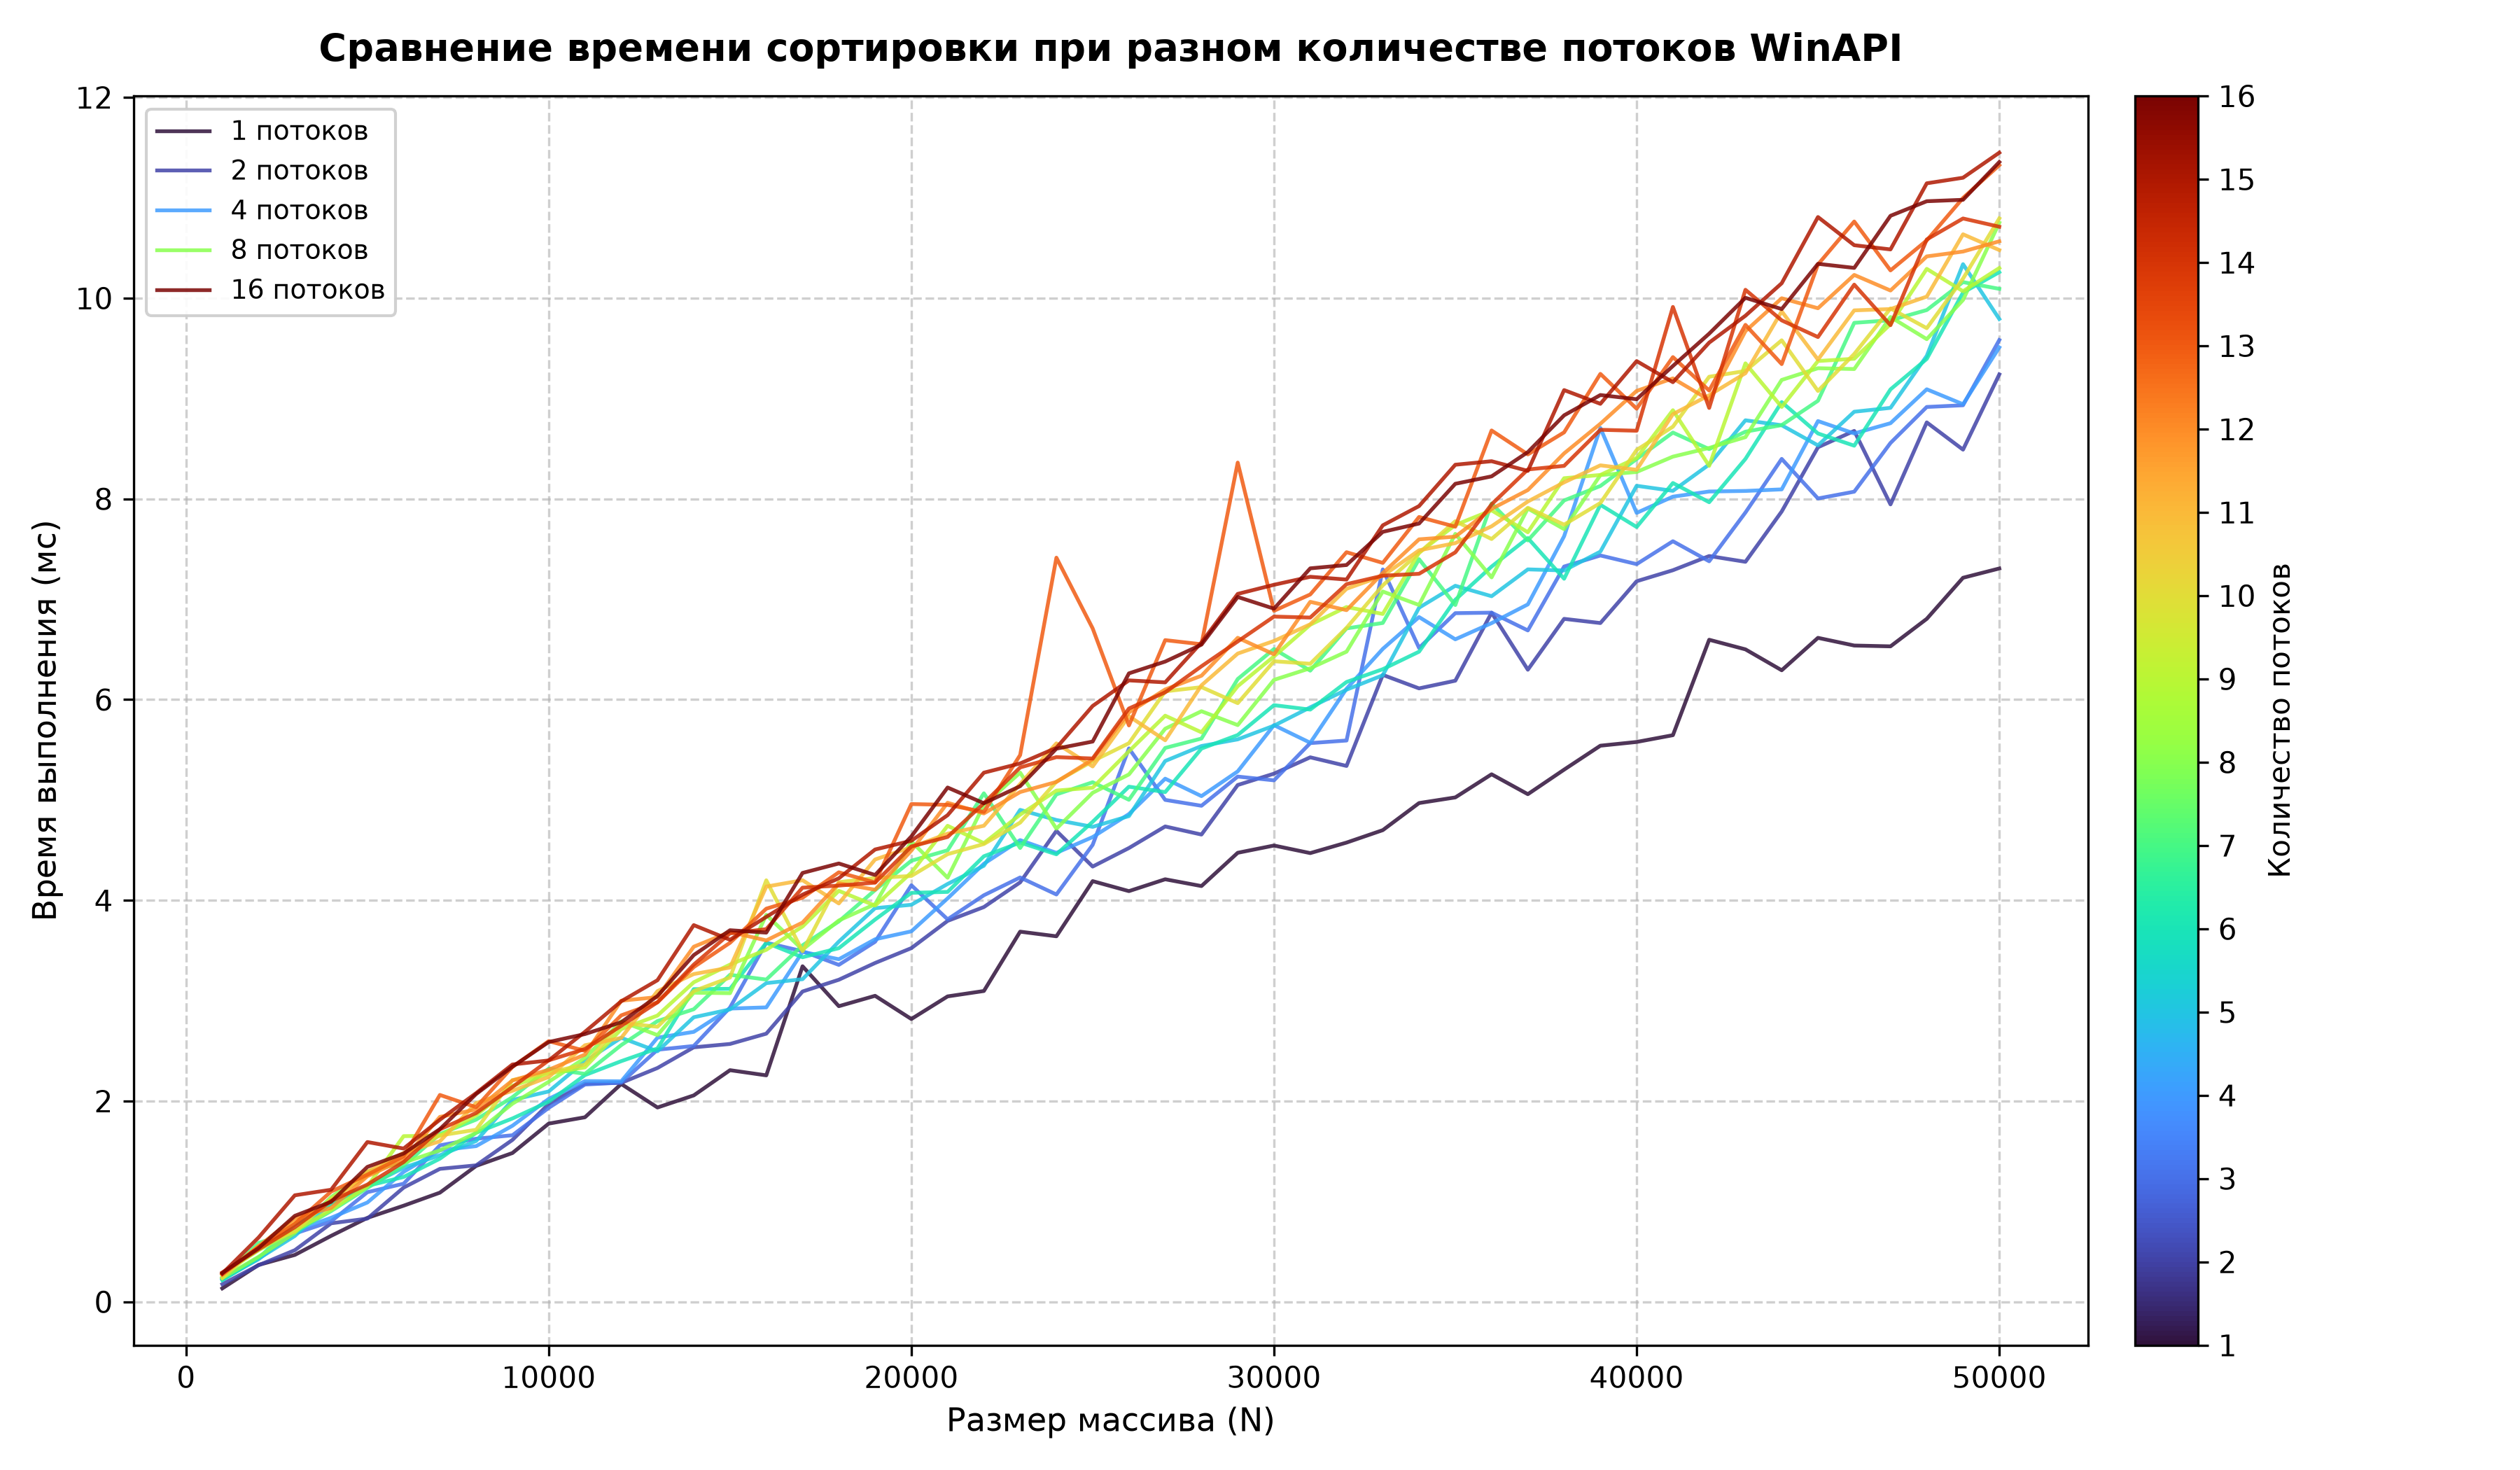 Сравнение времени сортировки при разном количестве потоков WinAPI
12
10
8
6
4
2
0
Время выполнения (мс)
1 потоков
2 потоков
4 потоков
8 потоков
16 потоков
0 10000 20000 30000 40000 50000
Размер массива (N)
16
15
14
13
12
11
10
9
8
7
6
5
4
3
2
1
Количество потоков